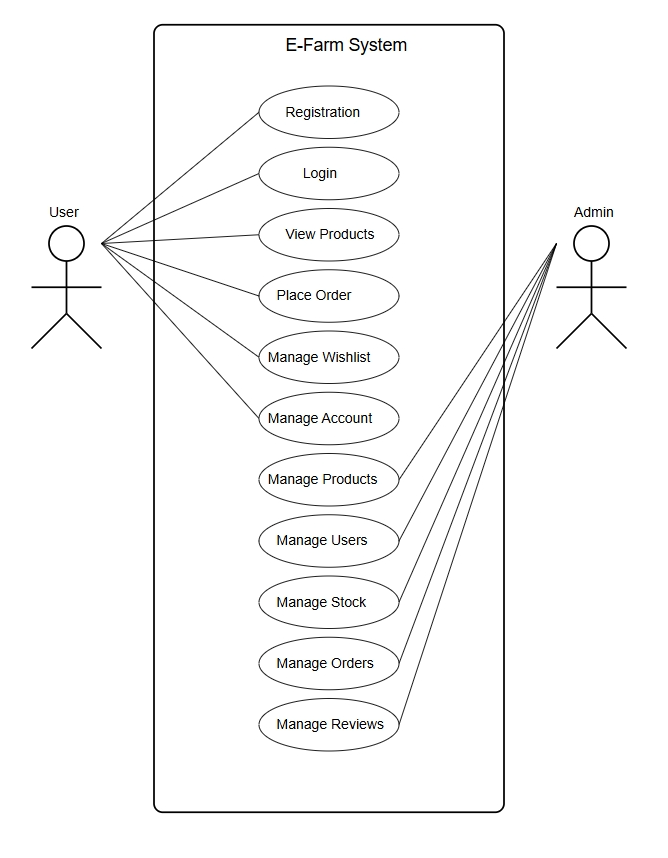 E-Farm System
Registration
Login
User
Admin
View Products
Place Order
Manage Wishlist
Manage Account
Manage Products
Manage Users
Manage Stock
Manage Orders
Manage Reviews